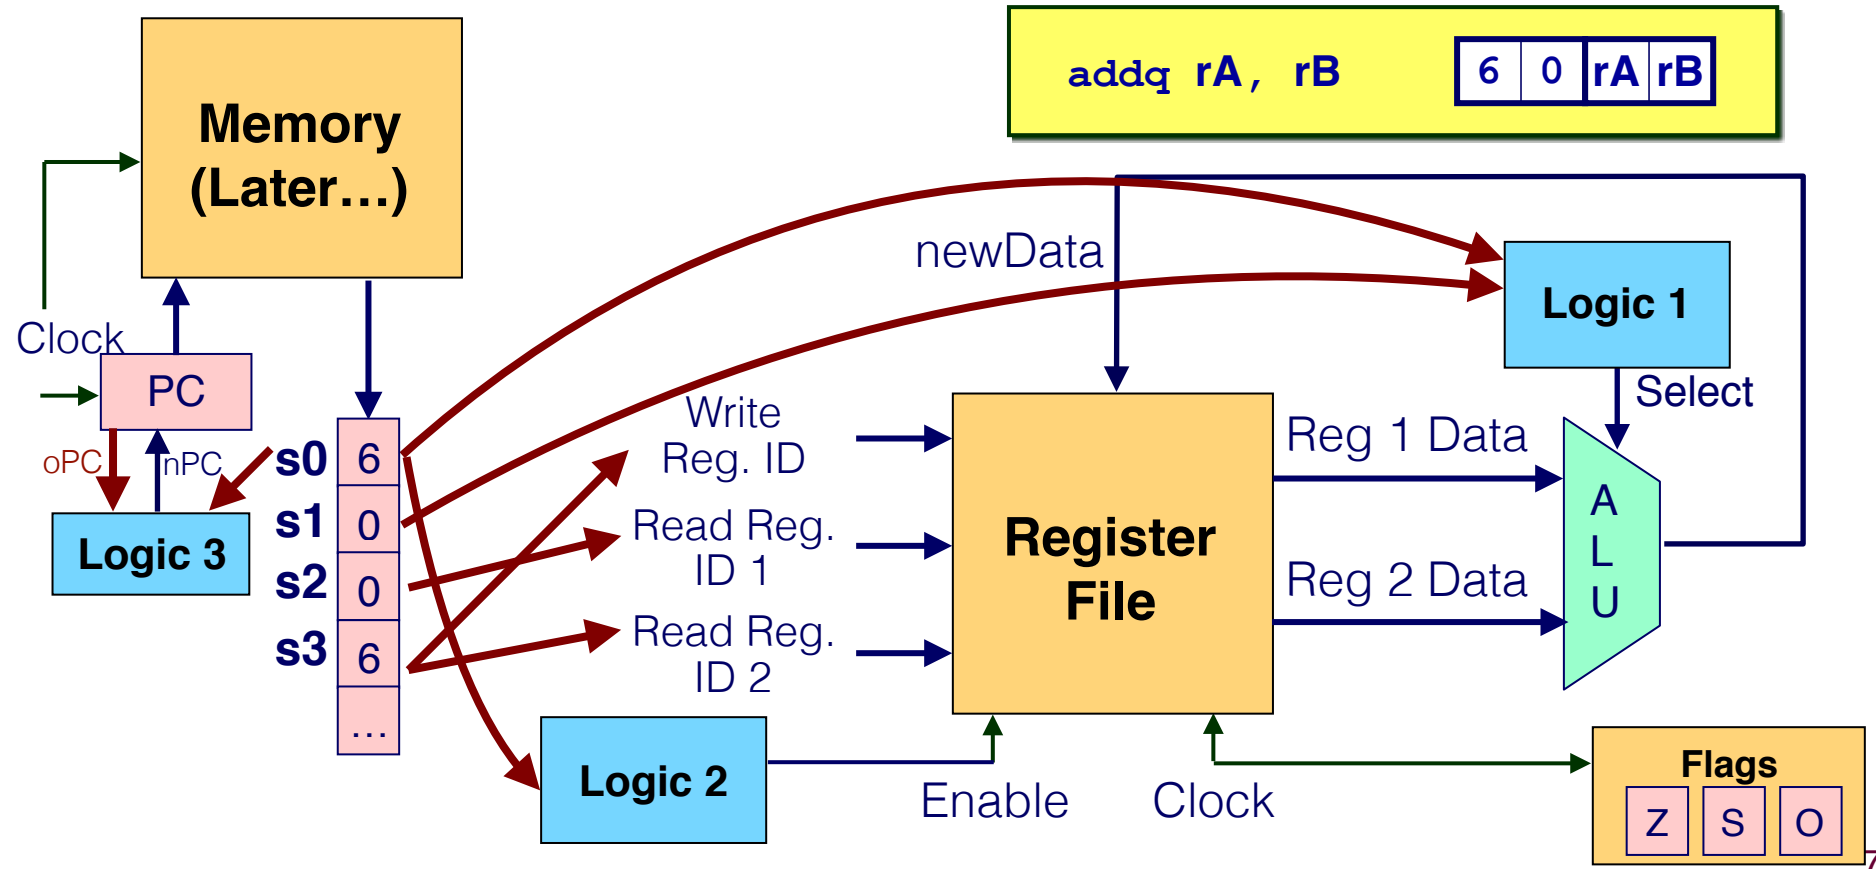 addq rA, rB
6 0 rA rB
Memory
(Later…)
newData
Logic 1
Clock
PC
Select
oPC
nPC
s0 6
s1 0
s2 0
s3 6
…
Logic 3
Write
Reg. ID
Read Reg.
ID 1
Read Reg.
ID 2
Register
File
Reg 1 Data
Reg 2 Data
A
L
U
Logic 2
Enable
Clock
Flags
Z S O